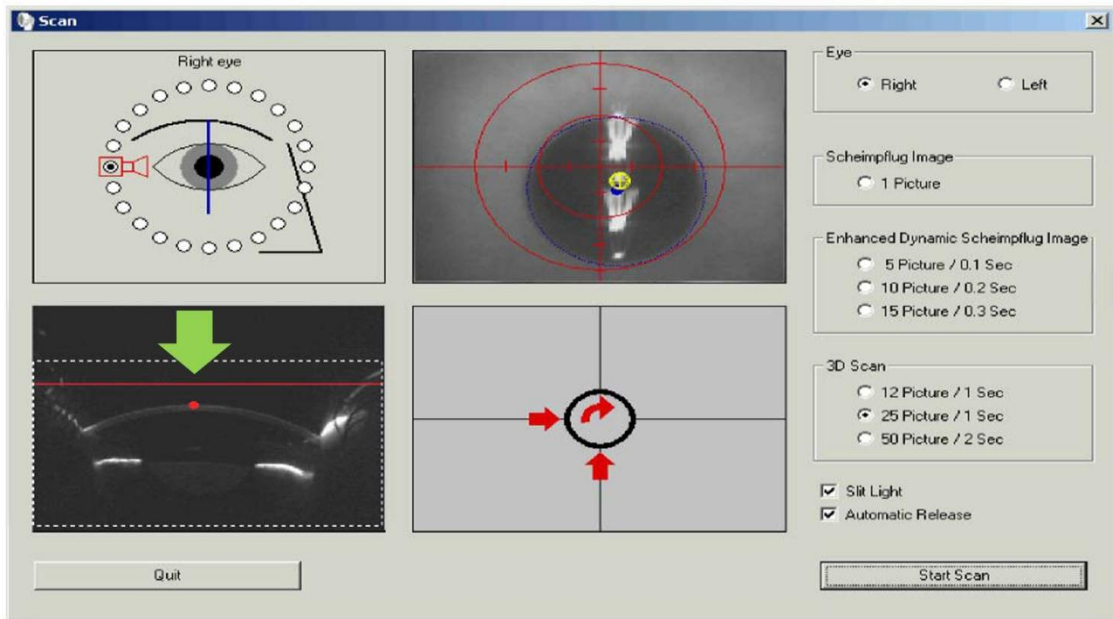 Scan
Right eye
Eye
Right
Left
Scheimpflug Image
1 Picture
Enhanced Dynamic Scheimpflug Image
5 Picture / 0.1 Sec
10 Picture / 0.2 Sec
15 Picture / 0.3 Sec
3D Scan
12 Picture / 1 Sec
25 Picture / 1 Sec
50 Picture / 2 Sec
Slit Light
Automatic Release
Quit
Start Scan